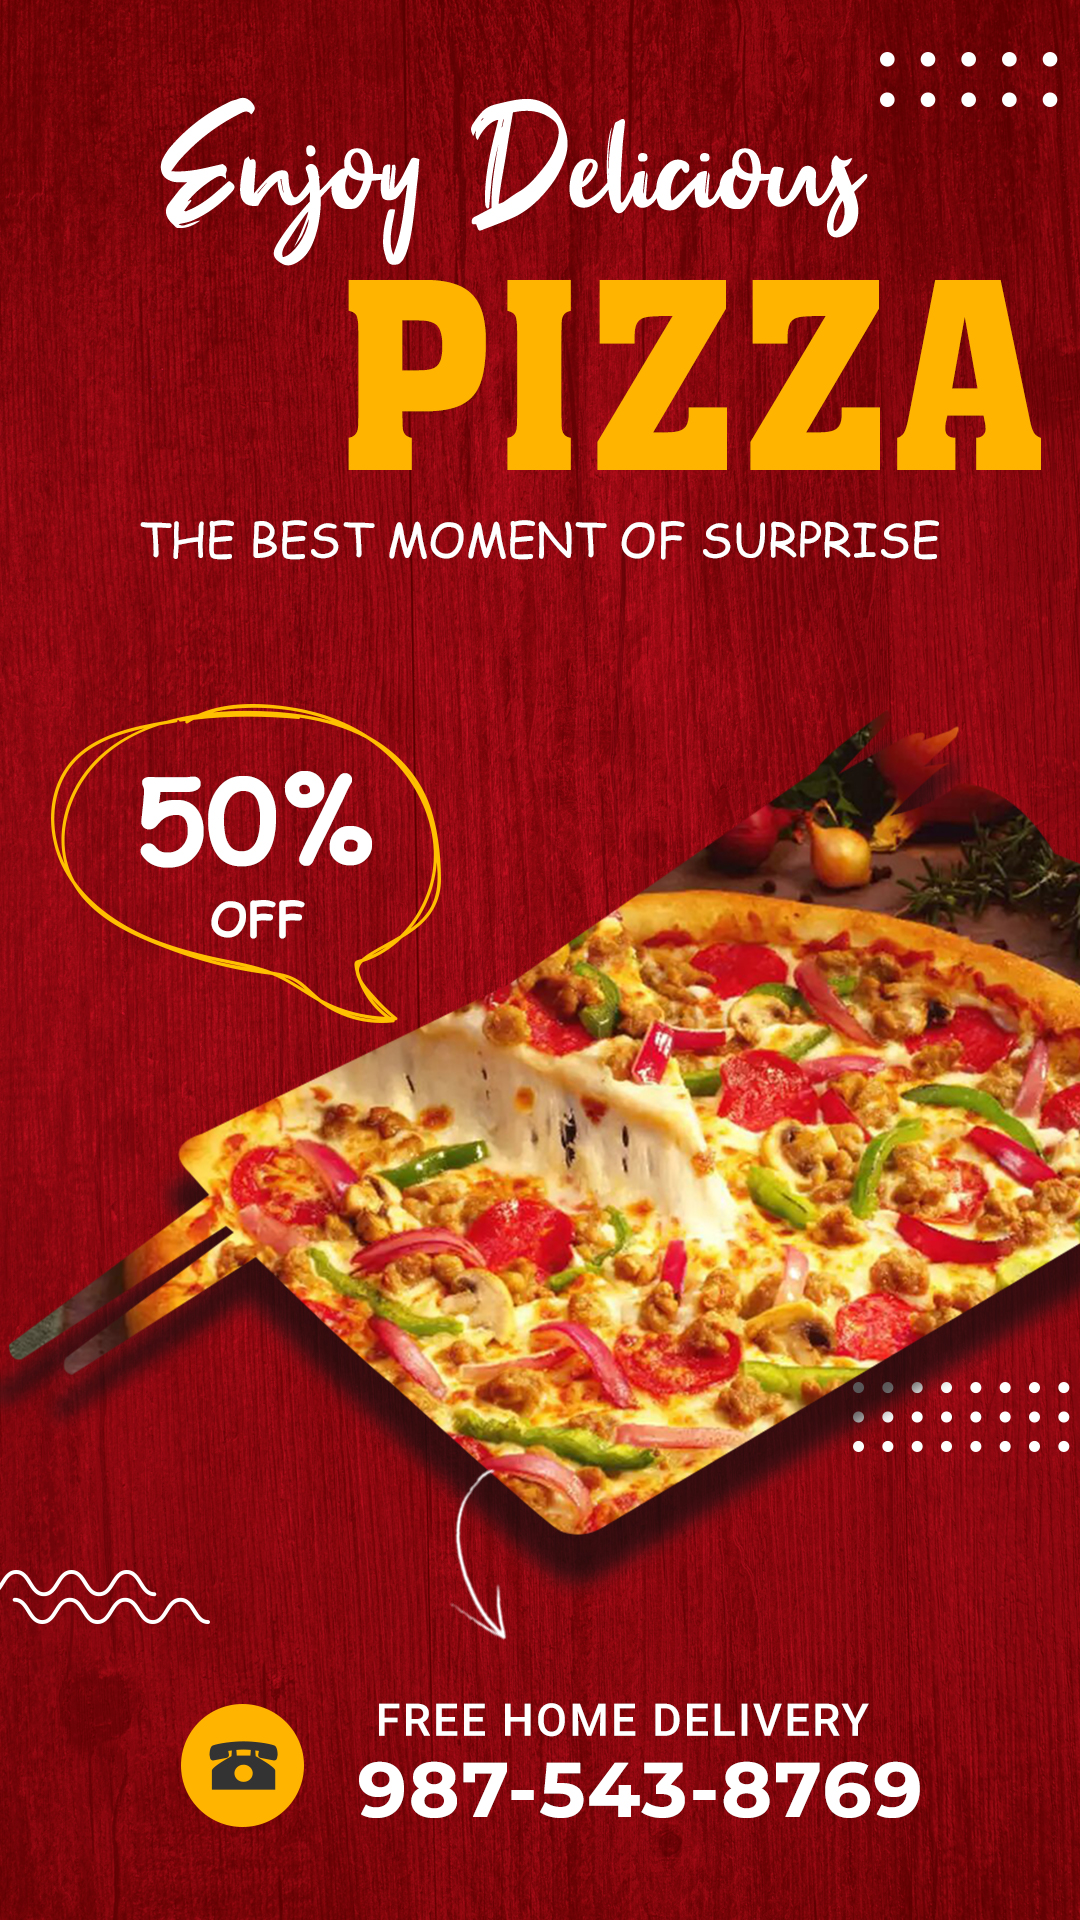 Enjoy Delicious
PIZZA
THE BEST MOMENT OF SURPRISE
50%
OFF
FREE HOME DELIVERY
987-543-8769